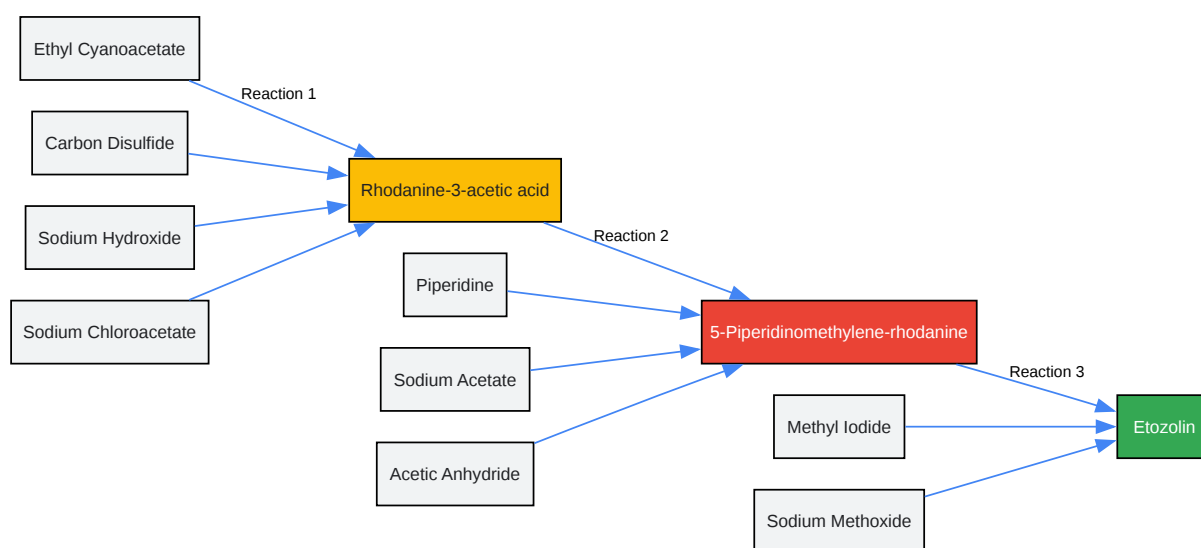 Ethyl Cyanoacetate
Reaction 1
Carbon Disulfide
Rhodanine-3-acetic acid
Sodium Hydroxide
Reaction 2
Piperidine
Sodium Chloroacetate
5-Piperidinomethylene-rhodanine
Sodium Acetate
Reaction 3
Methyl Iodide
Etozolin
Acetic Anhydride
Sodium Methoxide